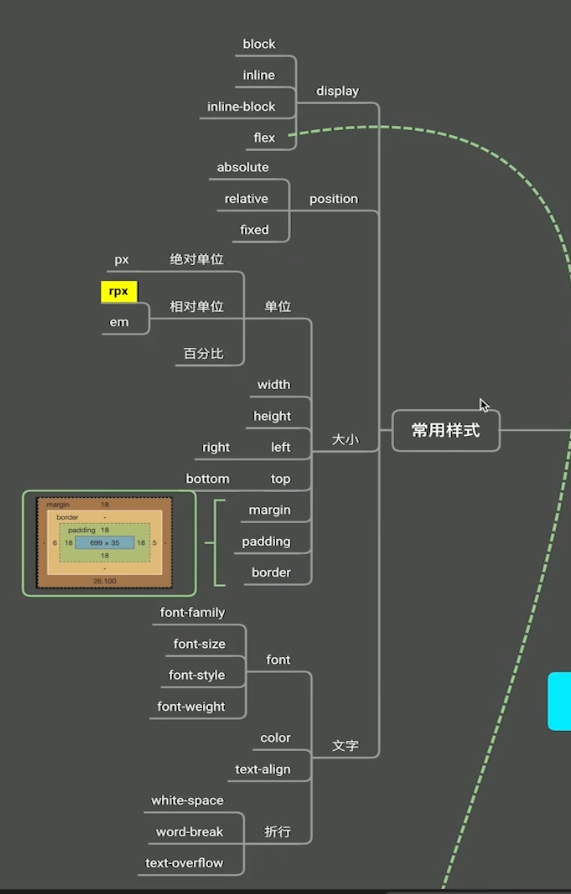 block
inline
display
inline-block
flex
absolute
relative
position
fixed
px
绝对单位
rpx
相对单位
单位
em
百分比
width
height
常用样式
大小
right
left
bottom
top
margin
padding
border
margin 18
border -
padding 18
- 6 18 699 × 35 18 5 -
18
-
26.100
font-family
font-size
font
font-style
font-weight
color
文字
text-align
white-space
word-break
折行
text-overflow